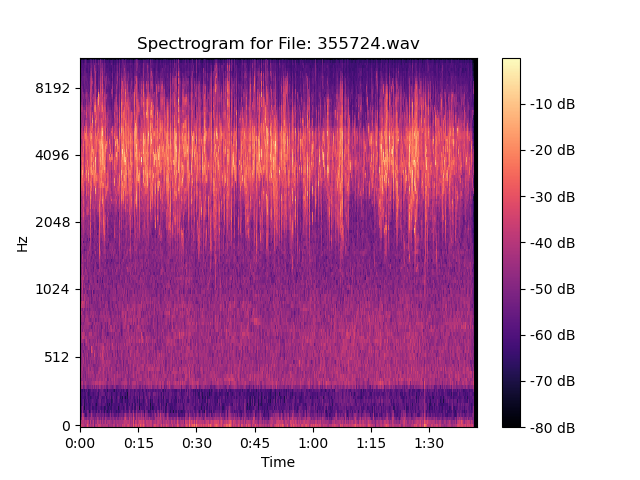 Spectrogram for File: 355724.wav
8192
4096
2048
1024
512
0
Hz
0:00 0:15 0:30 0:45 1:00 1:15 1:30
Time
-10 dB
-20 dB
-30 dB
-40 dB
-50 dB
-60 dB
-70 dB
-80 dB